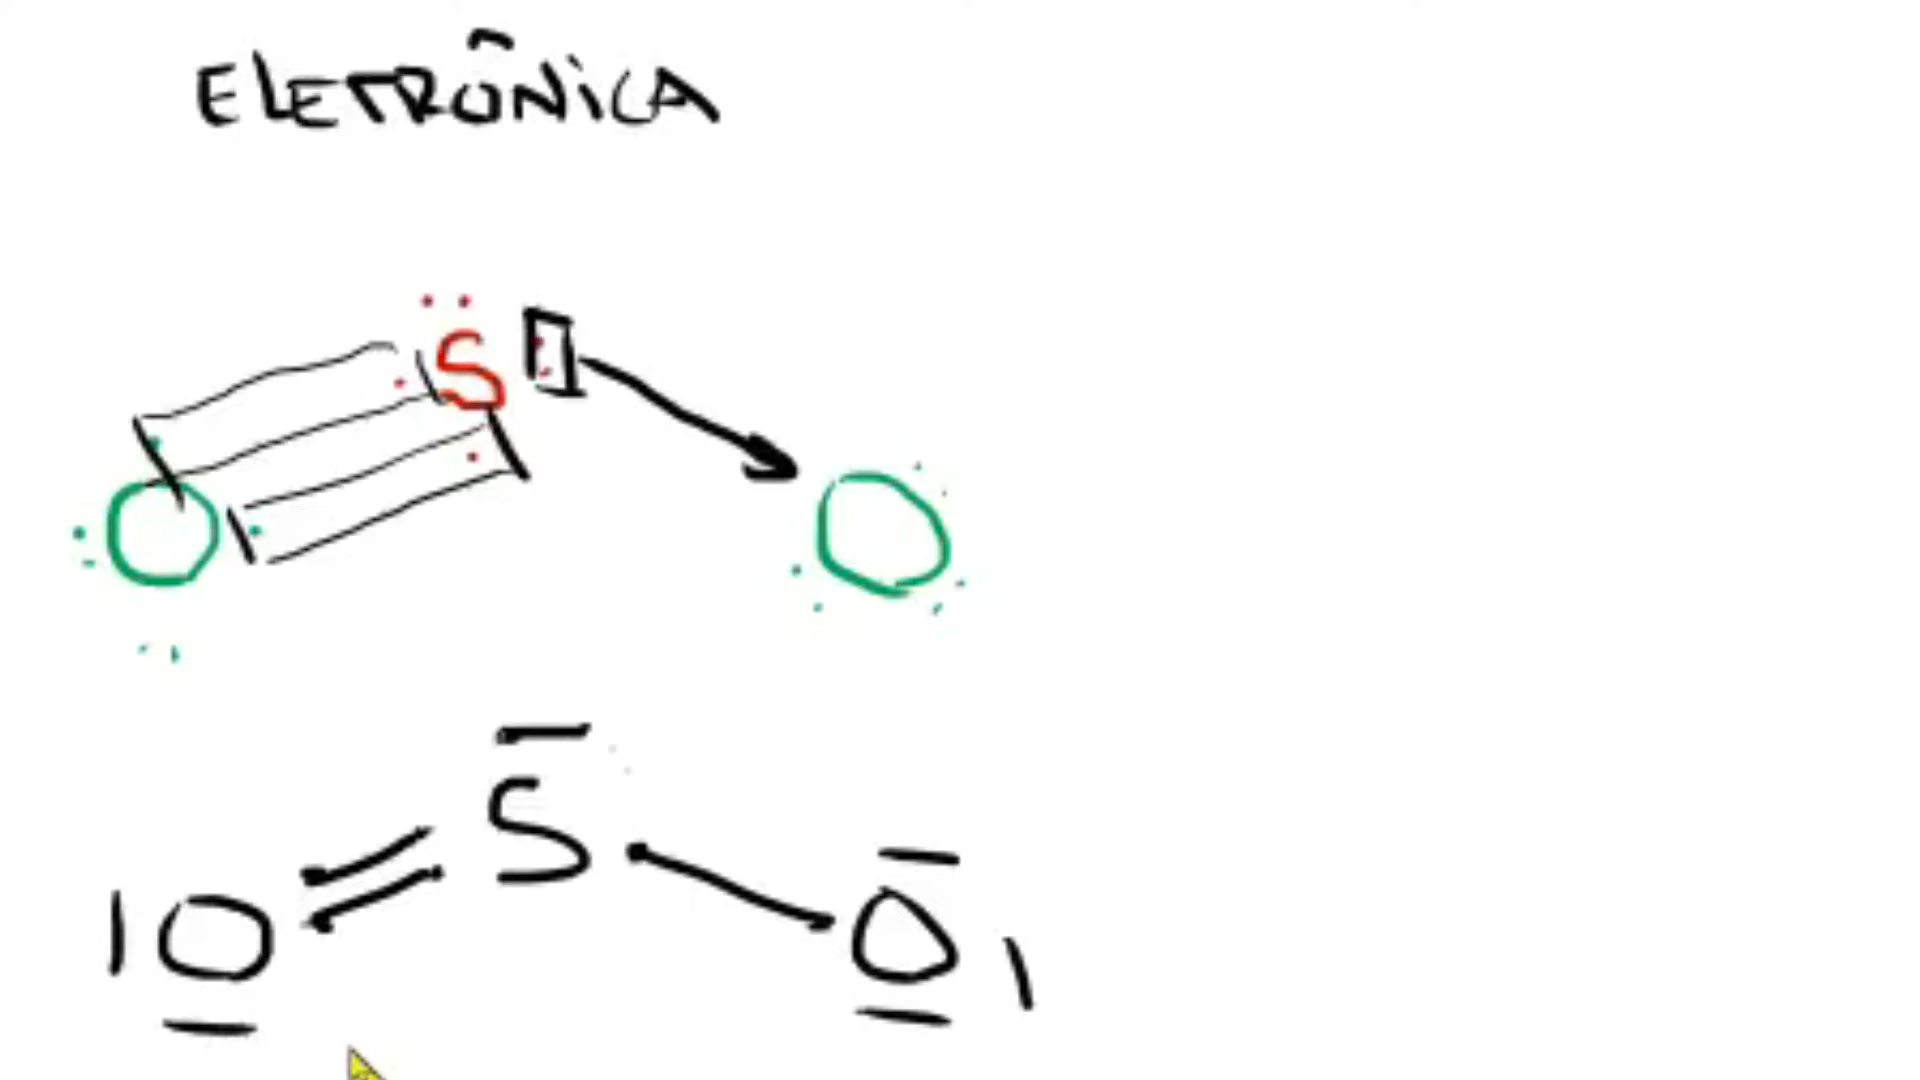 ELETRÔNICA
S
O O
S
|O O|